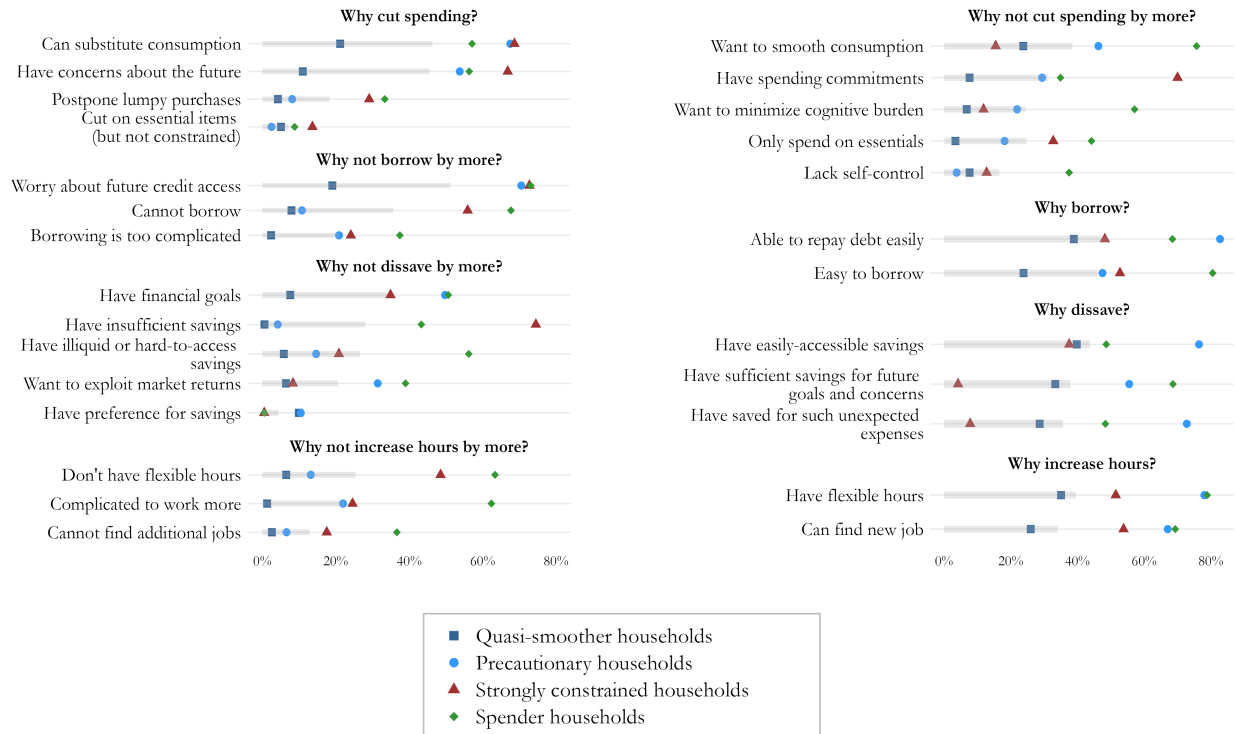 Why cut spending?
Can substitute consumption
Have concerns about the future
Postpone lumpy purchases
Cut on essential items
(but not constrained)
Why not borrow by more?
Worry about future credit access
Cannot borrow
Borrowing is too complicated
Why not dissave by more?
Have financial goals
Have insufficient savings
Have illiquid or hard-to-access
savings
Want to exploit market returns
Have preference for savings
Why not increase hours by more?
Don't have flexible hours
Complicated to work more
Cannot find additional jobs
0% 20% 40% 60% 80%
Why not cut spending by more?
Want to smooth consumption
Have spending commitments
Want to minimize cognitive burden
Only spend on essentials
Lack self-control
Why borrow?
Able to repay debt easily
Easy to borrow
Why dissave?
Have easily-accessible savings
Have sufficient savings for future
goals and concerns
Have saved for such unexpected
expenses
Why increase hours?
Have flexible hours
Can find new job
0% 20% 40% 60% 80%
Quasi-smoother households
Precautionary households
Strongly constrained households
Spender households